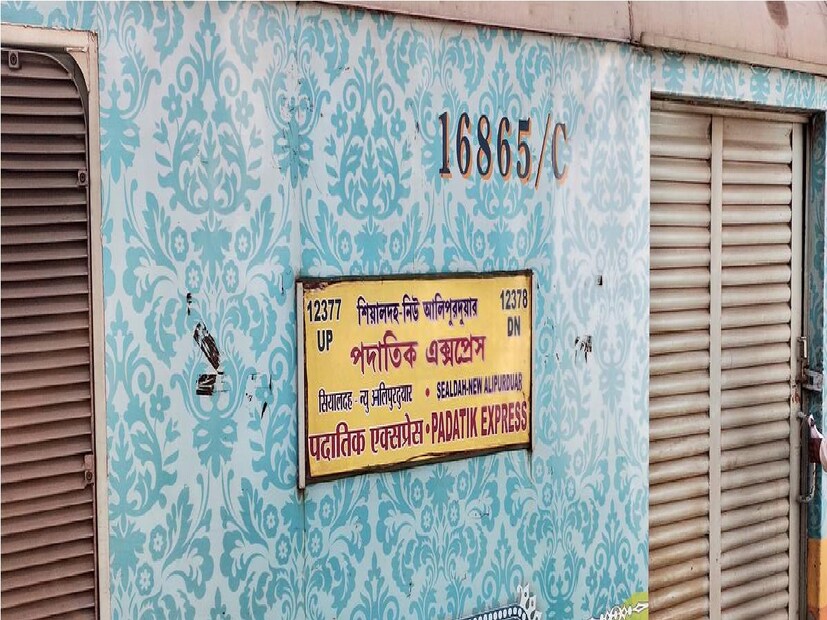 16865/C
12377 শিয়ালদহ-নিউ আলিপুরদুয়ার 12378
UP পদাতিক এক্সপ্রেস DN
सियालदह - न्यू अलिपुरदुयार • SEALDAH-NEW ALIPURDUAR
पदातिक एक्सप्रेस • PADATIK EXPRESS